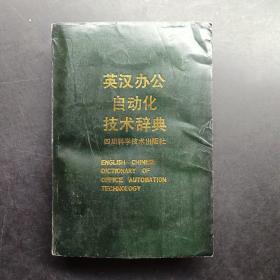 英汉办公
自动化
技术辞典
四川科学技术出版社
ENGLISH CHINESE
DICTIONARY OF
OFFICE AUTOMATION
TECHNOLOGY